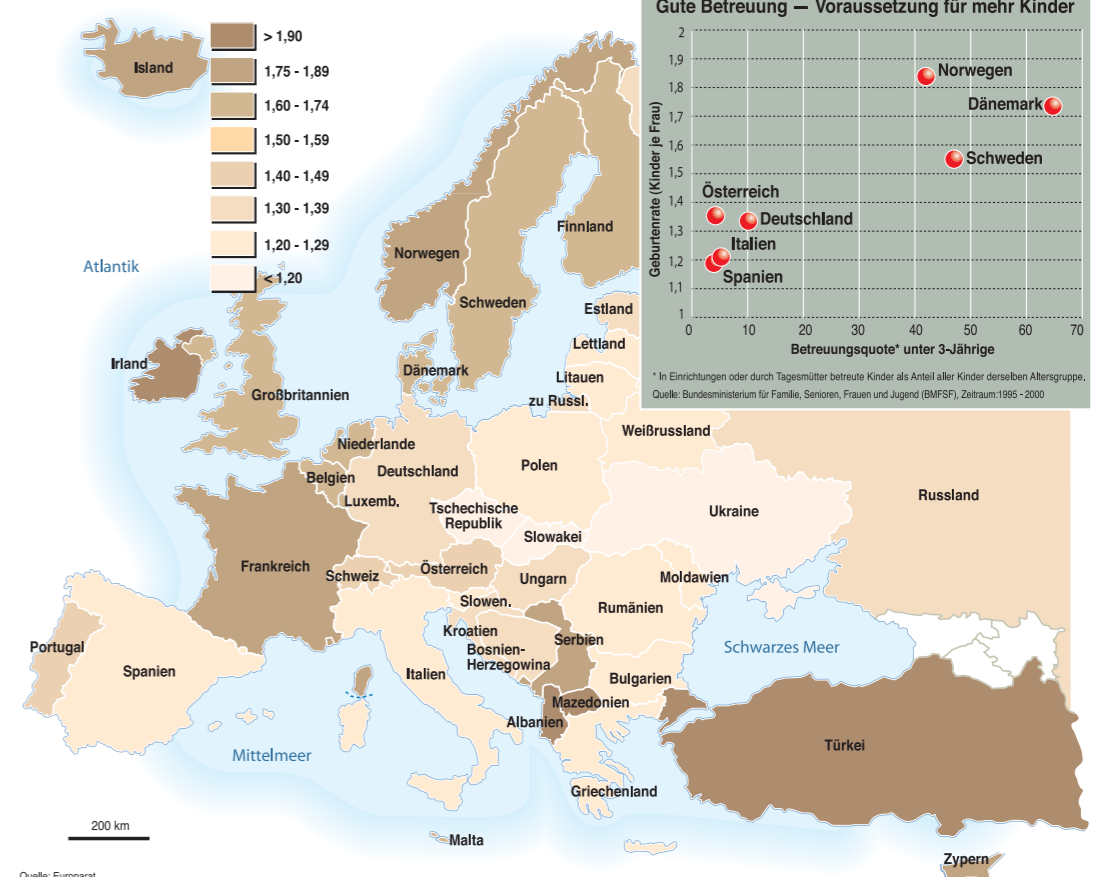 Gute Betreuung — Voraussetzung für mehr Kinder
2
1,9
1,8
1,7
1,6
1,5
1,4
1,3
1,2
1,1
1
Geburtenrate (Kinder je Frau)
Norwegen
Dänemark
Schweden
Österreich
Deutschland
Italien
Spanien
0
10
20
30
40
50
60
70
Betreuungsquote* unter 3-Jährige
* In Einrichtungen oder durch Tagesmütter betreute Kinder als Anteil aller Kinder derselben Altersgruppe.
Quelle: Bundesministerium für Familie, Senioren, Frauen und Jugend (BMFSF), Zeitraum:1995 - 2000
> 1,90
1,75 - 1,89
1,60 - 1,74
1,50 - 1,59
1,40 - 1,49
1,30 - 1,39
1,20 - 1,29
< 1,20
Island
Atlantik
Norwegen
Finnland
Schweden
Estland
Lettland
Irland
Dänemark
Litauen
zu Russl.
Großbritannien
Weißrussland
Niederlande
Deutschland
Polen
Belgien
Russland
Luxemb.
Tschechische
Republik
Ukraine
Slowakei
Frankreich
Schweiz
Österreich
Ungarn
Moldawien
Slowen.
Rumänien
Kroatien
Serbien
Portugal
Bosnien-
Herzegowina
Schwarzes Meer
Spanien
Italien
Bulgarien
Mazedonien
Albanien
Türkei
Mittelmeer
Griechenland
200 km
Malta
Zypern
Quelle: Europarat